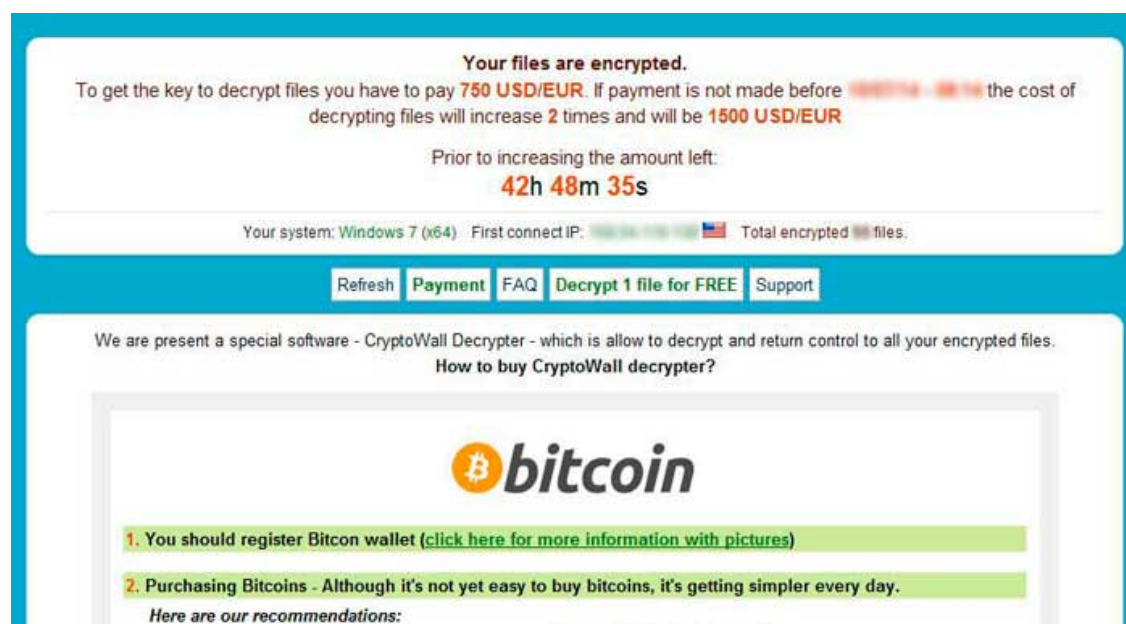 Your files are encrypted.
To get the key to decrypt files you have to pay 750 USD/EUR. If payment is not made before the cost of
decrypting files will increase 2 times and will be 1500 USD/EUR
Prior to increasing the amount left:
42h 48m 35s
Your system: Windows 7 (x64) First connect IP: Total encrypted files.
Refresh Payment FAQ Decrypt 1 file for FREE Support
We are present a special software - CryptoWall Decrypter - which is allow to decrypt and return control to all your encrypted files.
How to buy CryptoWall decrypter?
bitcoin
1. You should register Bitcon wallet (click here for more information with pictures)
2. Purchasing Bitcoins - Although it's not yet easy to buy bitcoins, it's getting simpler every day.
Here are our recommendations: